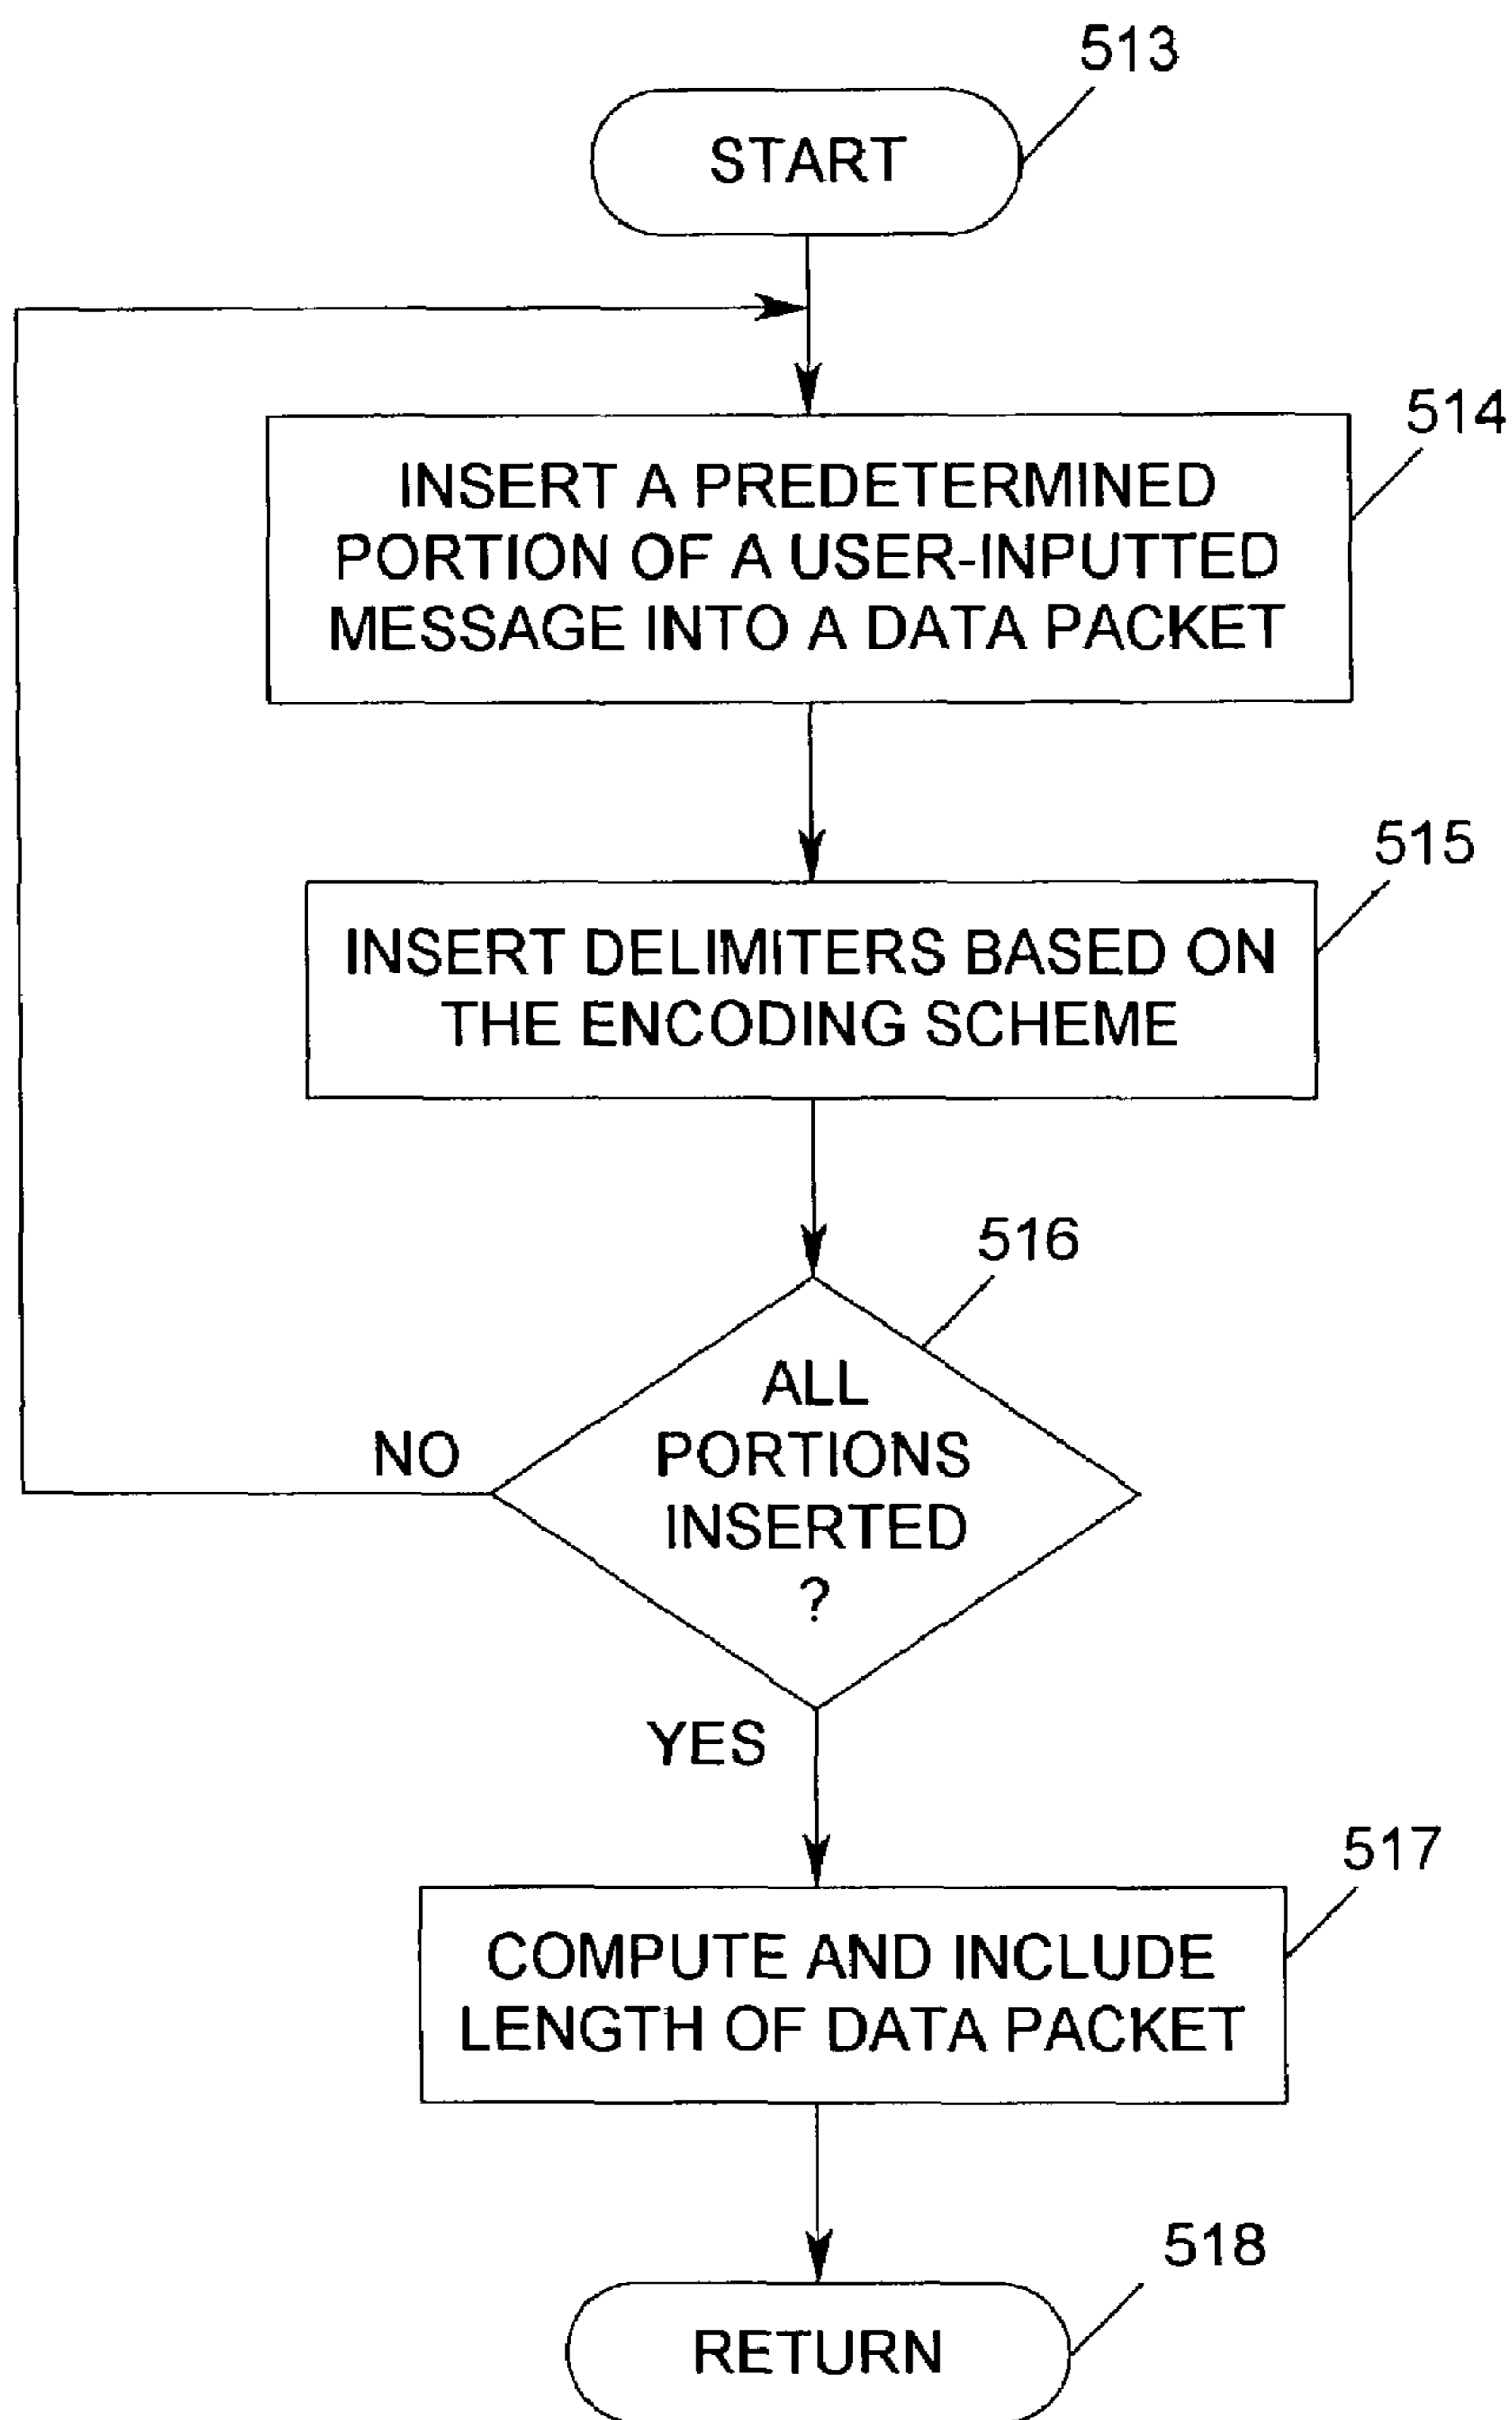 513
START
514
INSERT A PREDETERMINED
PORTION OF A USER-INPUTTED
MESSAGE INTO A DATA PACKET
515
INSERT DELIMITERS BASED ON
THE ENCODING SCHEME
516
ALL
PORTIONS
INSERTED
?
NO
YES
517
COMPUTE AND INCLUDE
LENGTH OF DATA PACKET
518
RETURN